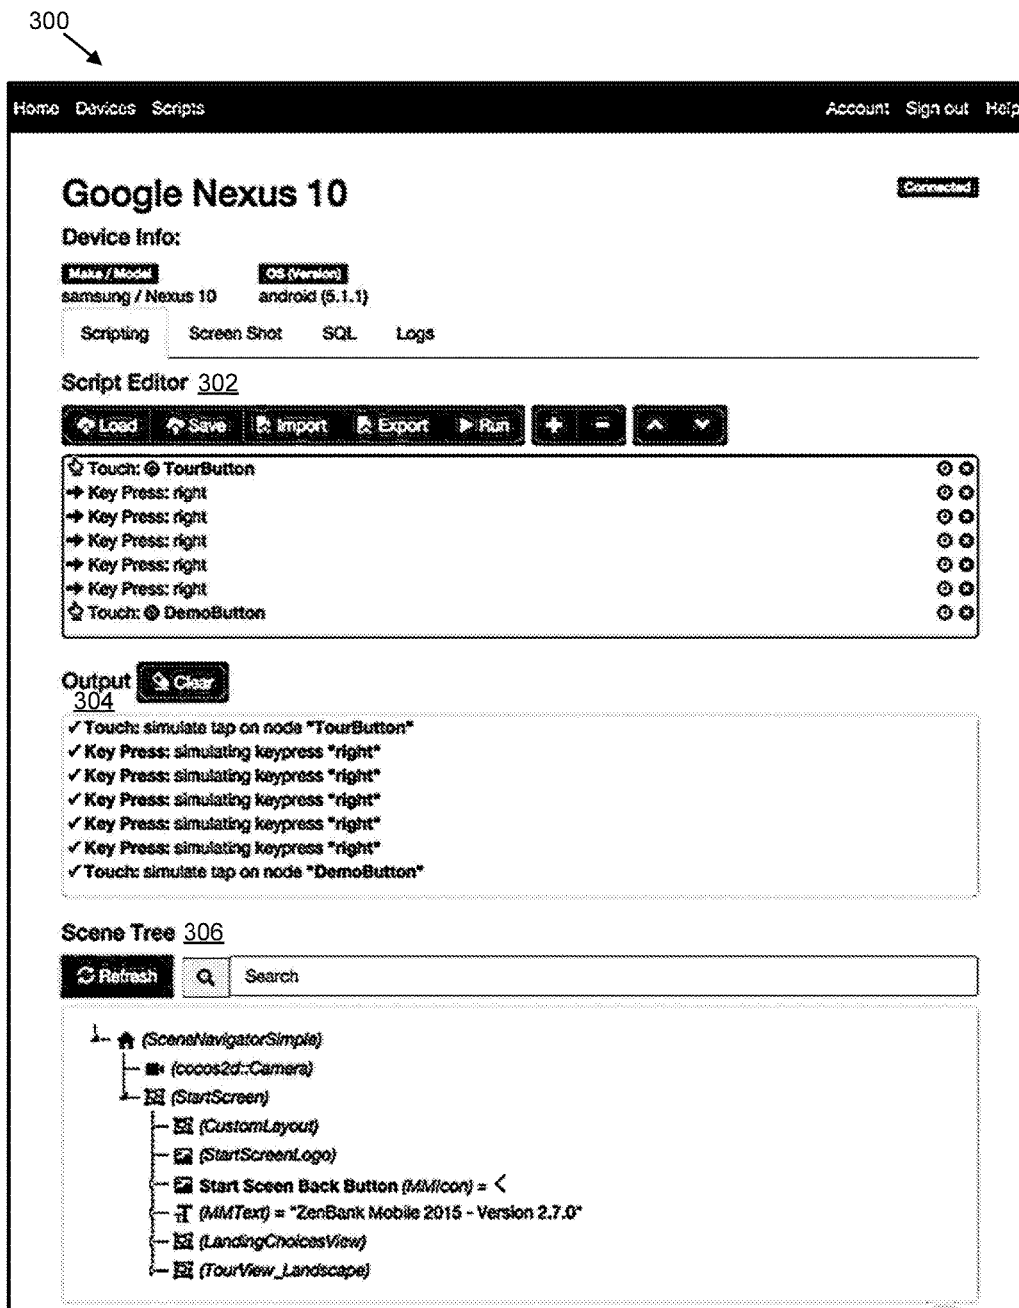 300
Home Devices Scripts Account Sign out Help
Google Nexus 10 Connected
Device Info:
Make / Model OS (Version)
samsung / Nexus 10 android (5.1.1)
Scripting Screen Shot SQL Logs
Script Editor 302
Load Save Import Export Run
Touch: TourButton
Key Press: right
Key Press: right
Key Press: right
Key Press: right
Key Press: right
Touch: DemoButton
Output Clear
304
Touch: simulate tap on node "TourButton"
Key Press: simulating keypress "right"
Key Press: simulating keypress "right"
Key Press: simulating keypress "right"
Key Press: simulating keypress "right"
Key Press: simulating keypress "right"
Touch: simulate tap on node "DemoButton"
Scene Tree 306
Refresh Search
(SceneNavigatorSimple)
(cocos2d::Camera)
(StartScreen)
(CustomLayout)
(StartScreenLogo)
Start Sceen Back Button (MMIcon) = <
(MMText) = "ZenBank Mobile 2015 - Version 2.7.0"
(LandingChoicesView)
(TourView_Landscape)